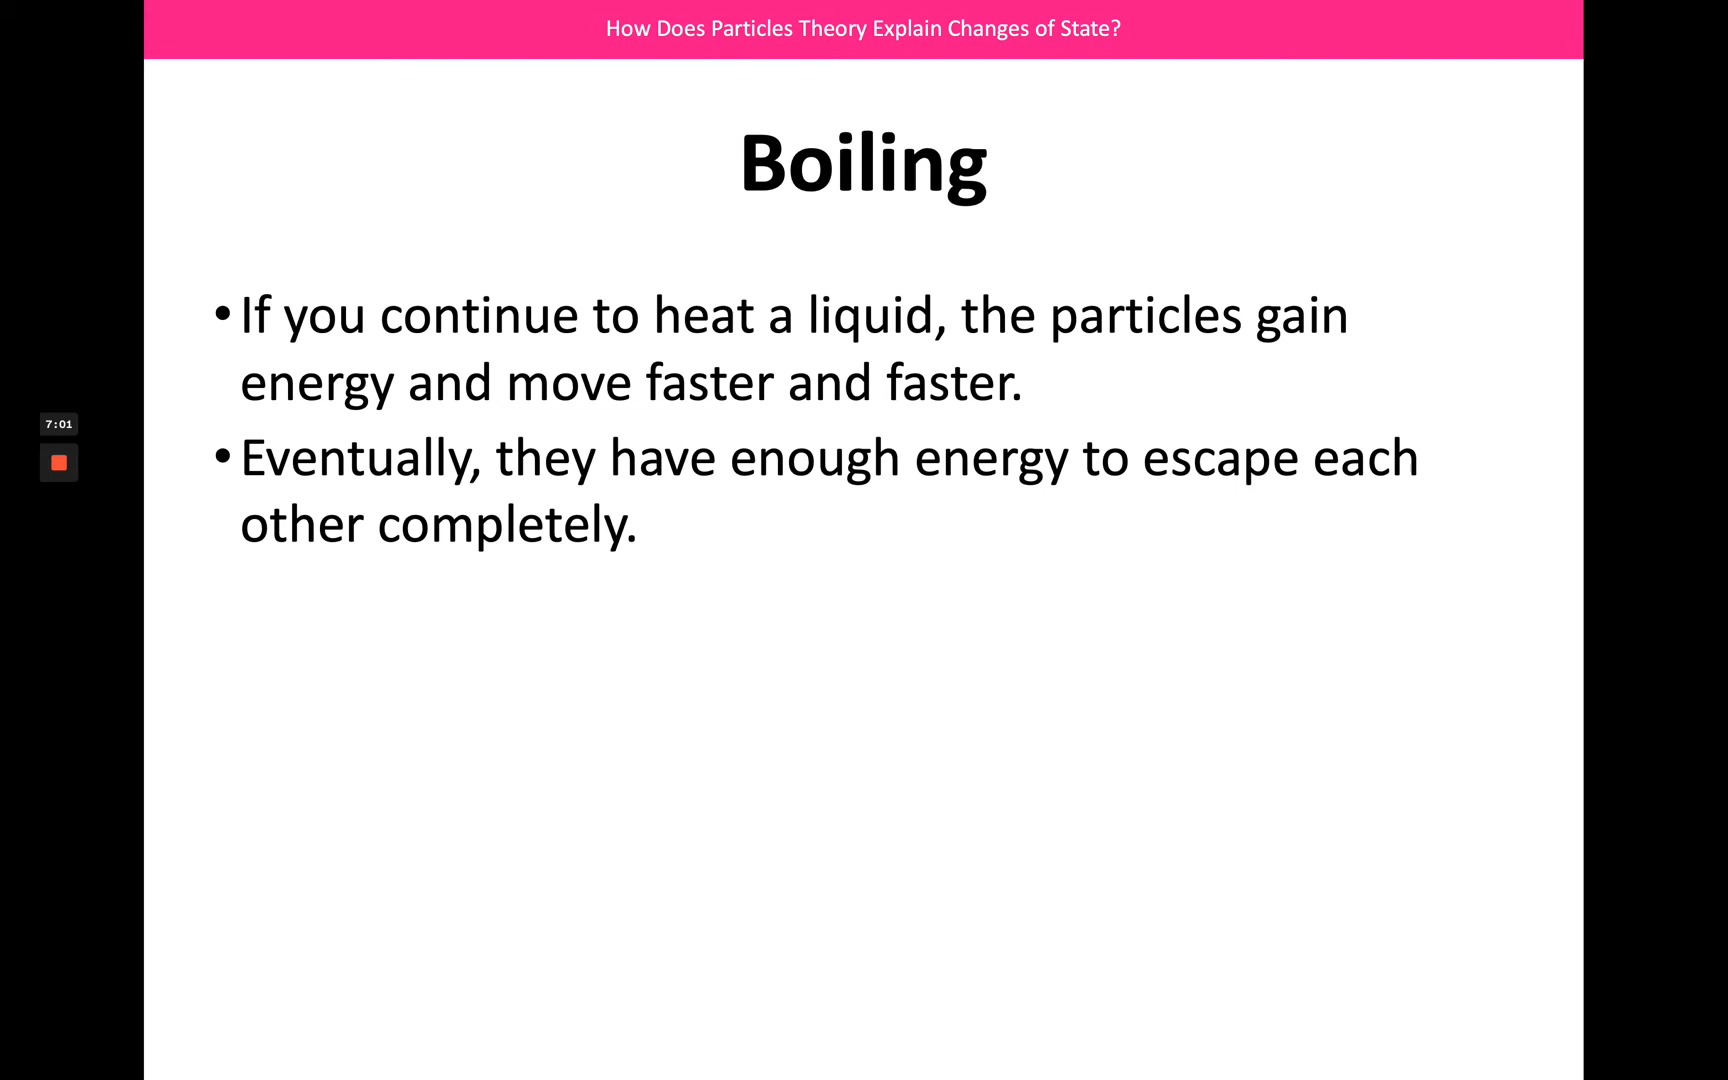 How Does Particles Theory Explain Changes of State?
Boiling
• If you continue to heat a liquid, the particles gain
energy and move faster and faster.
7:01
• Eventually, they have enough energy to escape each
other completely.